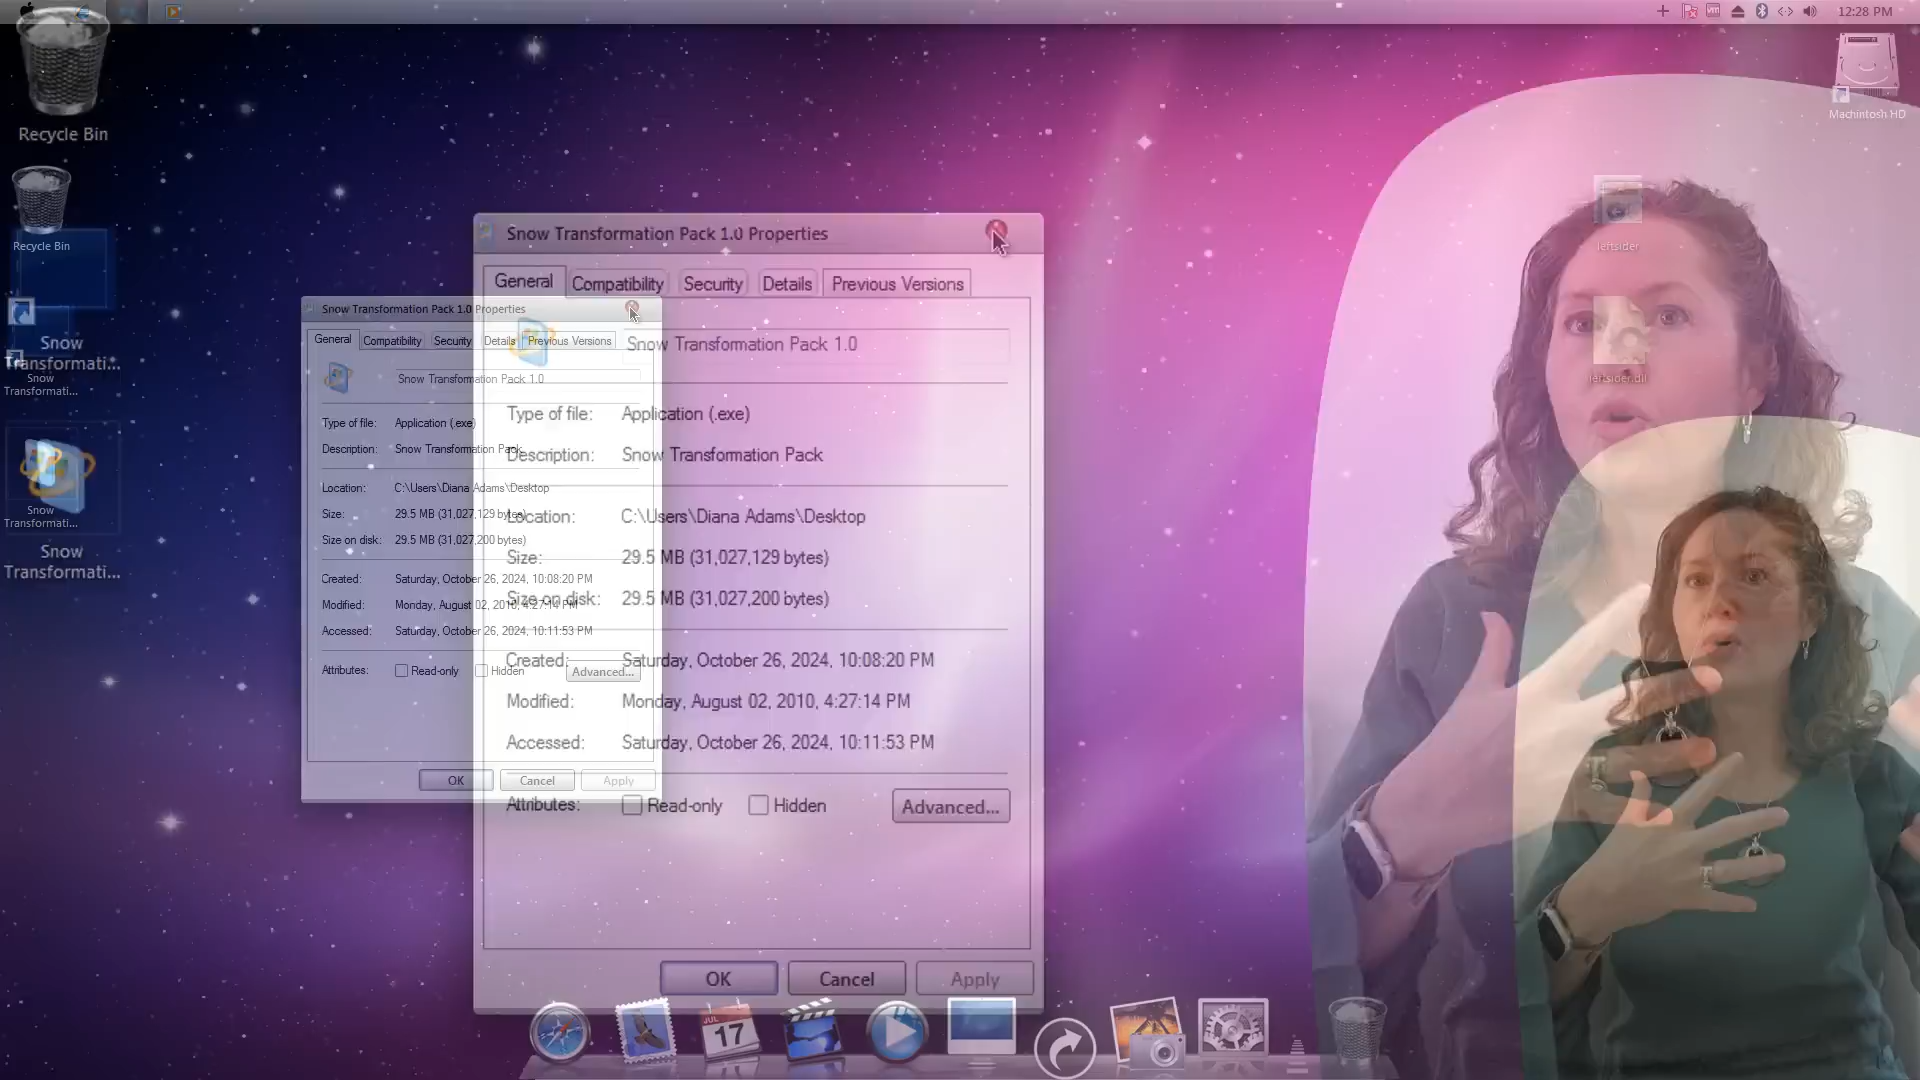 12:28 PM
Recycle Bin
Machintosh HD
Recycle Bin
Snow
Transformati...
Snow
Transformati...
Snow
Transformati...
Snow
Transformati...
leftsider
leftsider.dll
Snow Transformation Pack 1.0 Properties
General
Compatibility
Security
Details
Previous Versions
Snow Transformation Pack 1.0
Type of file: Application (.exe)
Description: Snow Transformation Pack
Location: C:\Users\Diana Adams\Desktop
Size: 29.5 MB (31,027,129 bytes)
Size on disk: 29.5 MB (31,027,200 bytes)
Created: Saturday, October 26, 2024, 10:08:20 PM
Modified: Monday, August 02, 2010, 4:27:14 PM
Accessed: Saturday, October 26, 2024, 10:11:53 PM
Attributes: Read-only Hidden Advanced...
OK Cancel Apply
Snow Transformation Pack 1.0 Properties
General
Compatibility
Security
Details
Previous Versions
Snow Transformation Pack 1.0
Type of file: Application (.exe)
Description: Snow Transformation Pack
Location: C:\Users\Diana Adams\Desktop
Size: 29.5 MB (31,027,129 bytes)
Size on disk: 29.5 MB (31,027,200 bytes)
Created: Saturday, October 26, 2024, 10:08:20 PM
Modified: Monday, August 02, 2010, 4:27:14 PM
Accessed: Saturday, October 26, 2024, 10:11:53 PM
Attributes: Read-only Hidden Advanced...
OK Cancel Apply
JUL
17